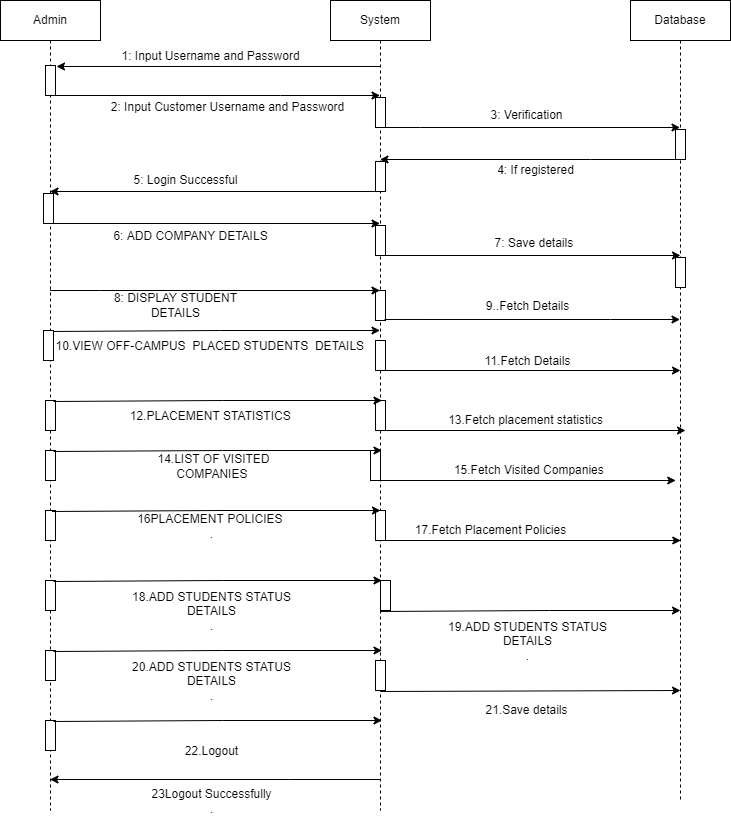 Admin
System
Database
1: Input Username and Password
2: Input Customer Username and Password
3: Verification
4: If registered
5: Login Successful
6: ADD COMPANY DETAILS
7: Save details
8: DISPLAY STUDENT
DETAILS
9..Fetch Details
10.VIEW OFF-CAMPUS PLACED STUDENTS DETAILS
11.Fetch Details
12.PLACEMENT STATISTICS
13.Fetch placement statistics
14.LIST OF VISITED
COMPANIES
15.Fetch Visited Companies
16PLACEMENT POLICIES
.
17.Fetch Placement Policies
18.ADD STUDENTS STATUS
DETAILS
.
19.ADD STUDENTS STATUS
DETAILS
.
20.ADD STUDENTS STATUS
DETAILS
.
21.Save details
22.Logout
23Logout Successfully
.